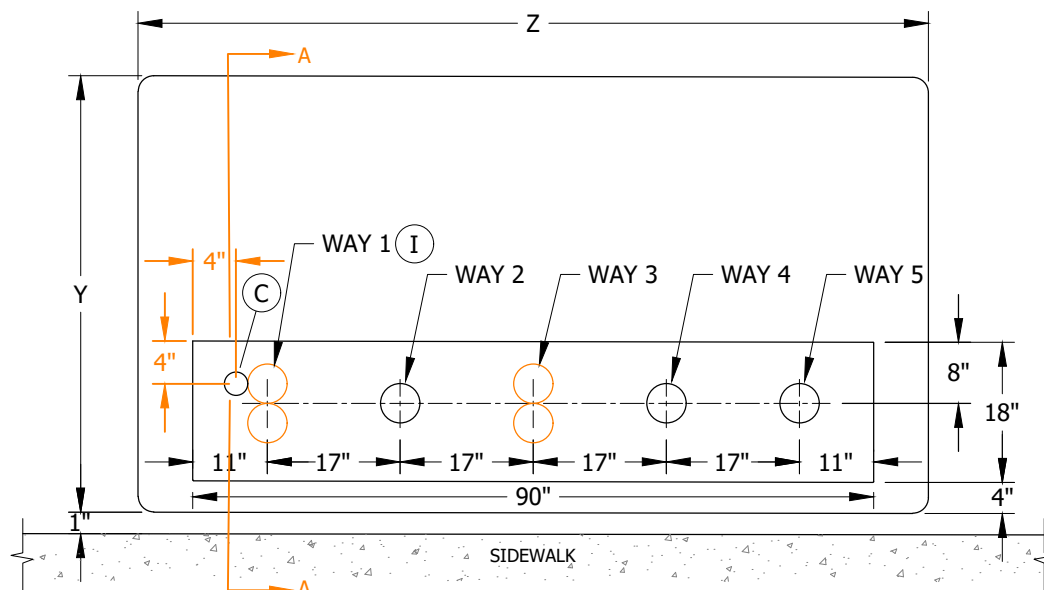 Z
A
WAY 1 I
4"
WAY 2
WAY 3
WAY 4
WAY 5
Y
C
4"
8"
18"
11"
17"
17"
17"
17"
11"
90"
4"
1"
SIDEWALK
A